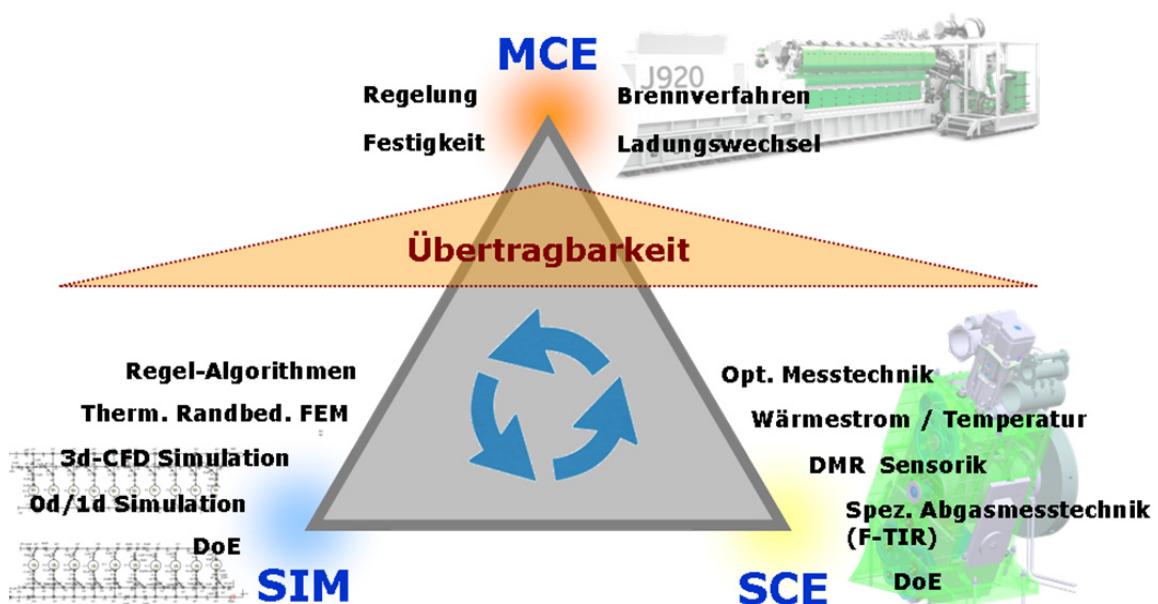 MCE
J920
Regelung
Brennverfahren
Festigkeit
Ladungswechsel
Übertragbarkeit
Regel-Algorithmen
Therm. Randbed. FEM
3d-CFD Simulation
0d/1d Simulation
DoE
SIM
Opt. Messtechnik
Wärmestrom / Temperatur
DMR Sensorik
Spez. Abgasmesstechnik
(F-TIR)
DoE
SCE